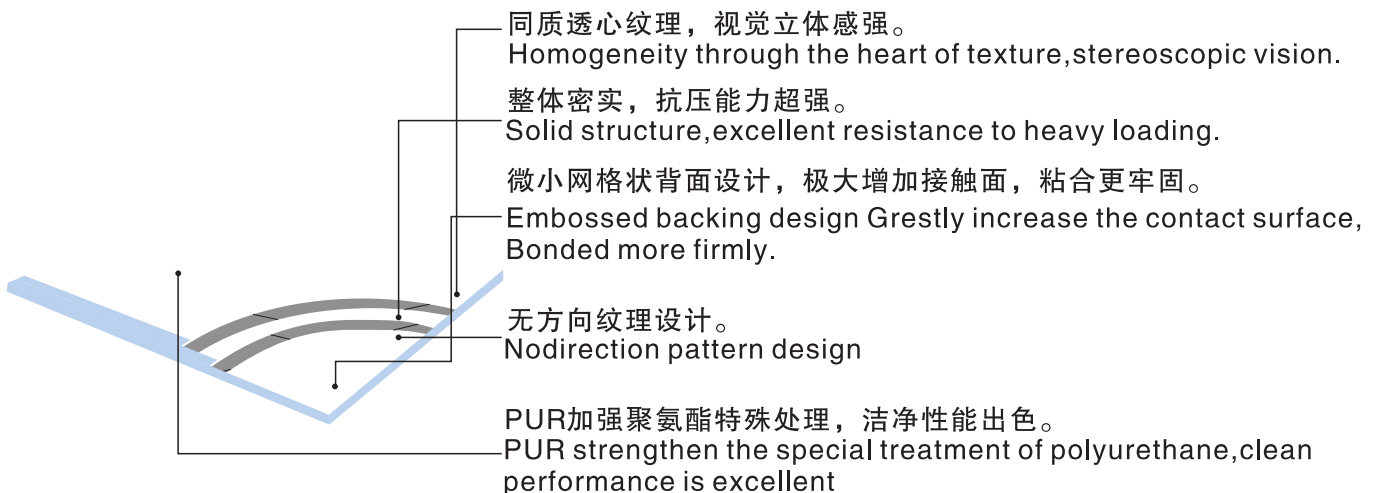 同质透心纹理，视觉立体感强。
Homogeneity through the heart of texture,stereoscopic vision.
整体密实，抗压能力超强。
Solid structure,excellent resistance to heavy loading.
微小网格状背面设计，极大增加接触面，粘合更牢固。
Embossed backing design Grestly increase the contact surface,
Bonded more firmly.
无方向纹理设计。
Nodirection pattern design
PUR加强聚氨酯特殊处理，洁净性能出色。
PUR strengthen the special treatment of polyurethane,clean
performance is excellent